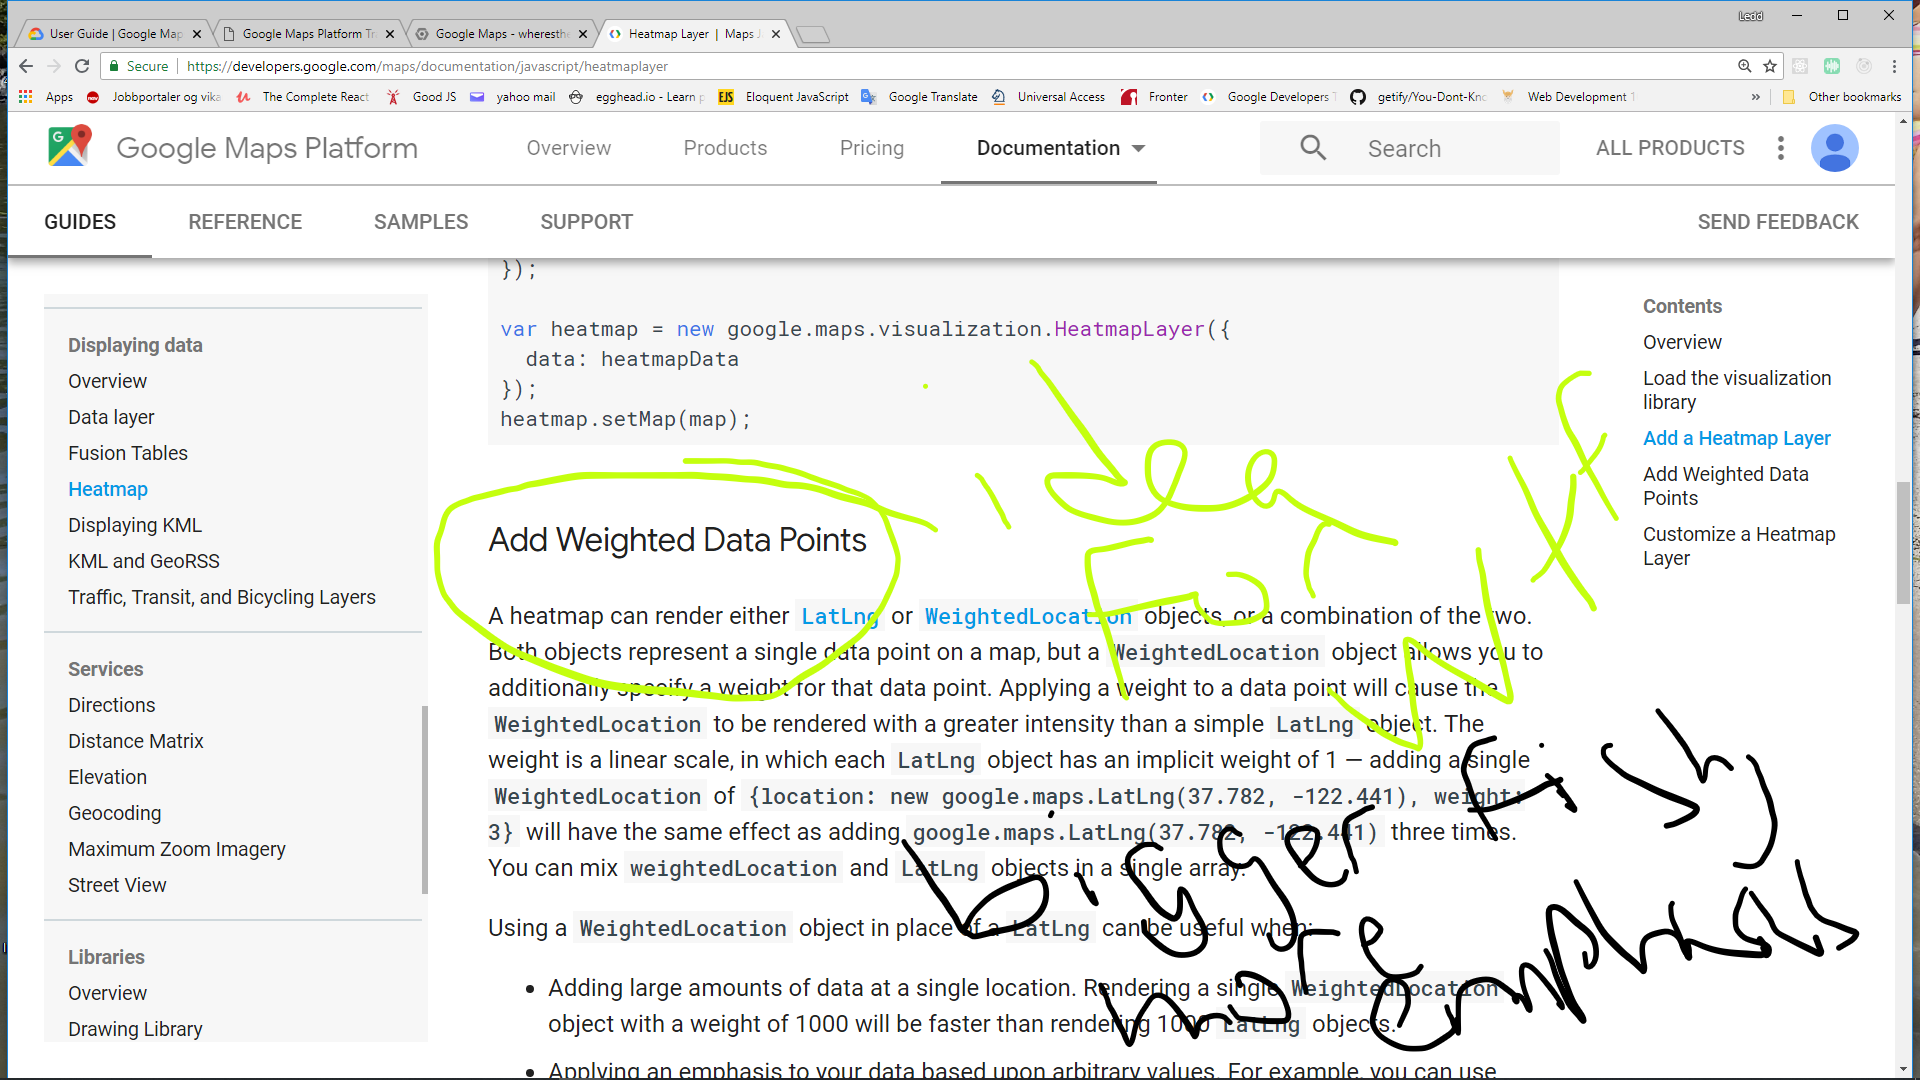 Ledd
User Guide | Google Map
Google Maps Platform Tr
Google Maps - wheresthe
Heatmap Layer | Maps J
Secure
https://developers.google.com/maps/documentation/javascript/heatmaplayer
Apps
Jobbportaler og vika
The Complete React
Good JS
yahoo mail
egghead.io - Learn p
EJS
Eloquent JavaScript
Google Translate
Universal Access
Fronter
Google Developers T
getify/You-Dont-Kno
Web Development 1
»
Other bookmarks
Google Maps Platform
Overview
Products
Pricing
Documentation
Search
ALL PRODUCTS
GUIDES
REFERENCE
SAMPLES
SUPPORT
SEND FEEDBACK
Displaying data
Overview
Data layer
Fusion Tables
Heatmap
Displaying KML
KML and GeoRSS
Traffic, Transit, and Bicycling Layers
Services
Directions
Distance Matrix
Elevation
Geocoding
Maximum Zoom Imagery
Street View
Libraries
Overview
Drawing Library
});
var heatmap = new google.maps.visualization.HeatmapLayer({
data: heatmapData
});
heatmap.setMap(map);
Add Weighted Data Points
A heatmap can render either LatLng or WeightedLocation objects, or a combination of the two.
Both objects represent a single data point on a map, but a WeightedLocation object allows you to
additionally specify a weight for that data point. Applying a weight to a data point will cause the
WeightedLocation to be rendered with a greater intensity than a simple LatLng object. The
weight is a linear scale, in which each LatLng object has an implicit weight of 1 — adding a single
WeightedLocation of {location: new google.maps.LatLng(37.782, -122.441), weight:
3} will have the same effect as adding google.maps.LatLng(37.782, -122.441) three times.
You can mix weightedLocation and LatLng objects in a single array.
Using a WeightedLocation object in place of a LatLng can be useful when:
• Adding large amounts of data at a single location. Rendering a single WeightedLocation
object with a weight of 1000 will be faster than rendering 1000 LatLng objects.
• Applying an emphasis to your data based upon arbitrary values. For example, you can use
idea
For
bigger fishy
more emphasis
Contents
Overview
Load the visualization
library
Add a Heatmap Layer
Add Weighted Data
Points
Customize a Heatmap
Layer